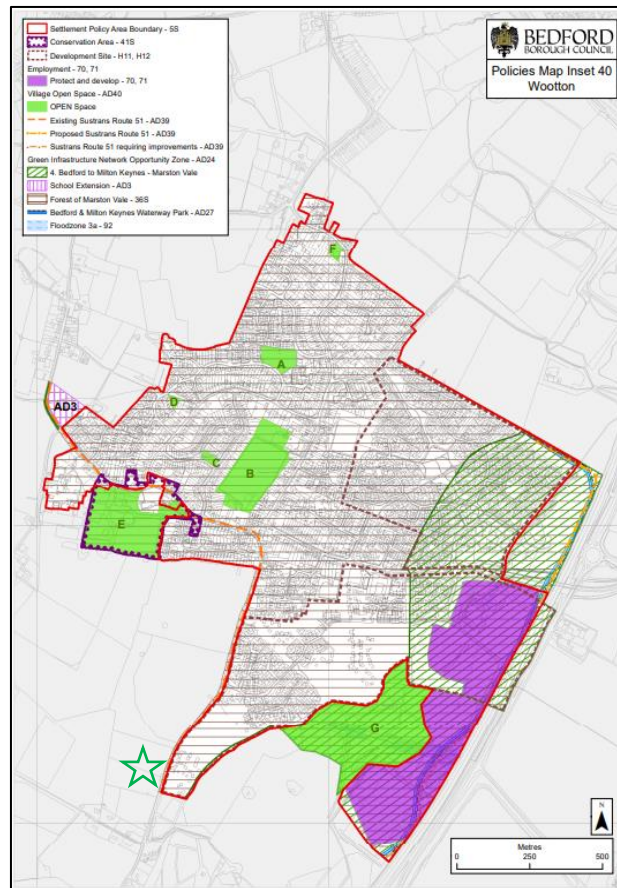 Settlement Policy Area Boundary - 5S
Conservation Area - 41S
Development Site - H11, H12
Employment - 70, 71
Protect and develop - 70, 71
Village Open Space - AD40
OPEN Space
Existing Sustrans Route 51 - AD39
Proposed Sustrans Route 51 - AD39
Sustrans Route 51 requiring improvements - AD39
Green Infrastructure Network Opportunity Zone - AD24
4. Bedford to Milton Keynes - Marston Vale
School Extension - AD3
Forest of Marston Vale - 36S
Bedford & Milton Keynes Waterway Park - AD27
Floodzone 3a - 92
BEDFORD
BOROUGH COUNCIL
Policies Map Inset 40
Wootton
F
A
D
AD3
C
B
E
G
N
Metres
0 250 500